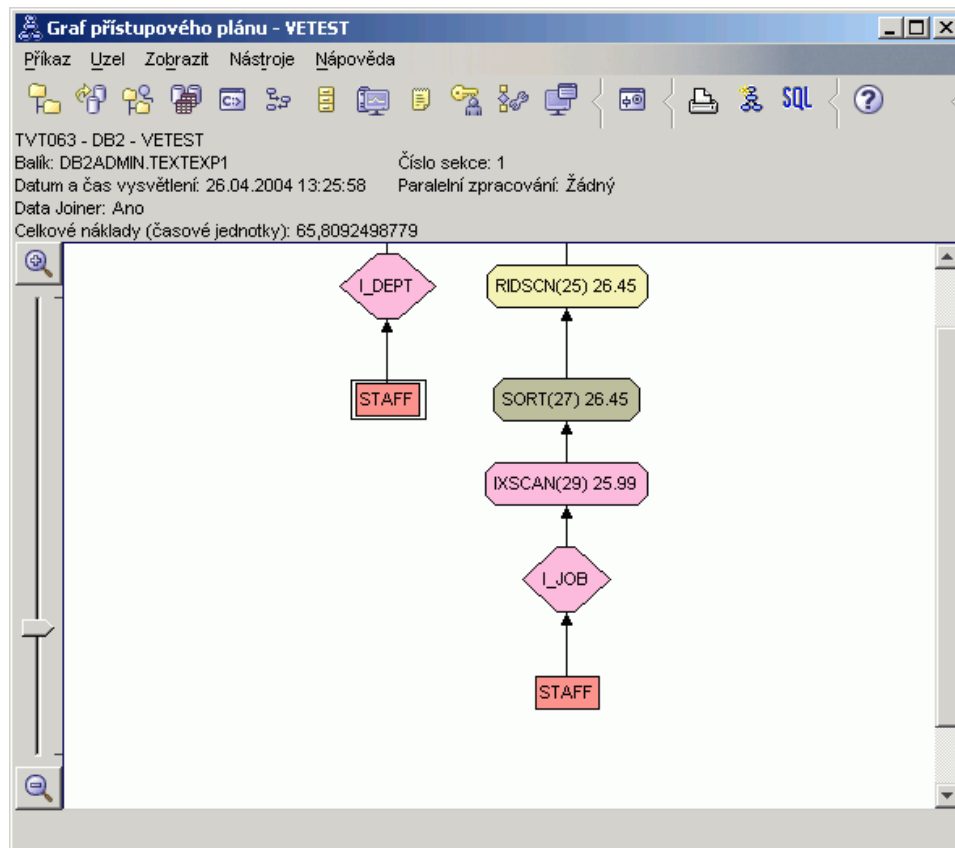 Graf přístupového plánu - VETEST
Příkaz Uzel Zobrazit Nástroje Nápověda
C:> SQL ?
TVT063 - DB2 - VETEST
Balík: DB2ADMIN.TEXTEXP1 Číslo sekce: 1
Datum a čas vysvětlení: 26.04.2004 13:25:58 Paralelní zpracování: Žádný
Data Joiner: Ano
Celkové náklady (časové jednotky): 65,8092498779
I_DEPT RIDSCN(25) 26.45
STAFF SORT(27) 26.45
IXSCAN(29) 25.99
I_JOB
STAFF